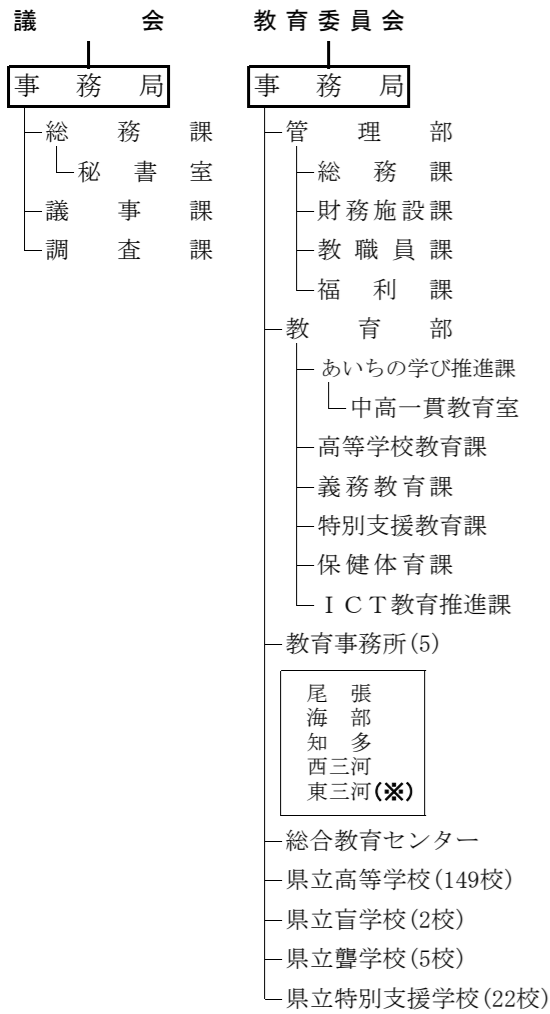 議会
事務局
総務課
秘書室
議事課
調査課
教育委員会
事務局
管理部
総務課
財務施設課
教職員課
福利課
教育部
あいちの学び推進課
中高一貫教育室
高等学校教育課
義務教育課
特別支援教育課
保健体育課
ＩＣＴ教育推進課
教育事務所(5)
尾張
海部
知多
西三河
東三河(※)
総合教育センター
県立高等学校(149校)
県立盲学校(2校)
県立聾学校(5校)
県立特別支援学校(22校)